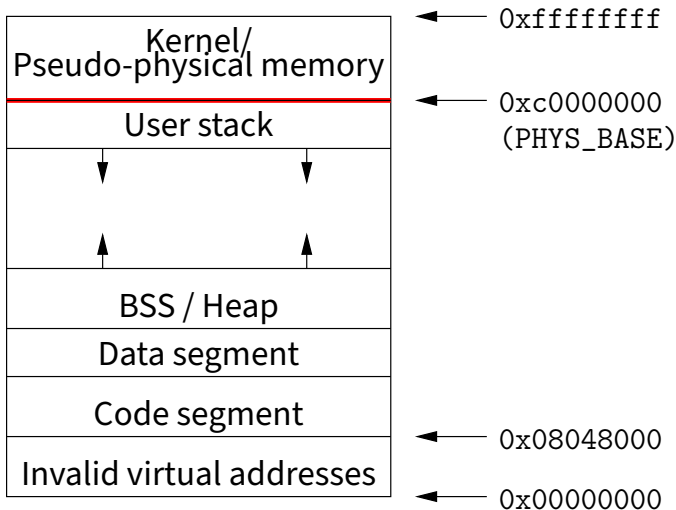 0xffffffff
Kernel/
Pseudo-physical memory
0xc0000000
(PHYS_BASE)
User stack
BSS / Heap
Data segment
Code segment
0x08048000
Invalid virtual addresses
0x00000000